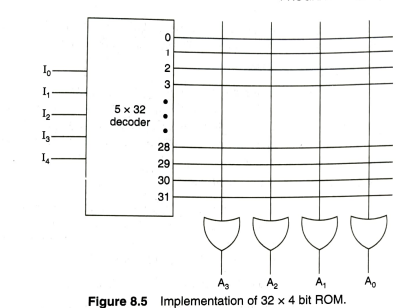 0
1
2
3
I₀
I₁
I₂
I₃
I₄
5 × 32
decoder
28
29
30
31
A₃ A₂ A₁ A₀
Figure 8.5 Implementation of 32 × 4 bit ROM.